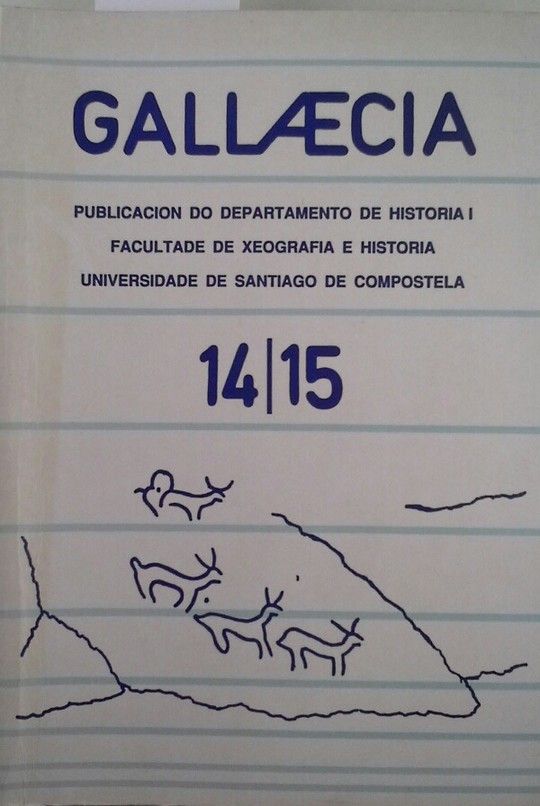 GALLÆCIA
PUBLICACION DO DEPARTAMENTO DE HISTORIA I
FACULTADE DE XEOGRAFIA E HISTORIA
UNIVERSIDADE DE SANTIAGO DE COMPOSTELA
14|15